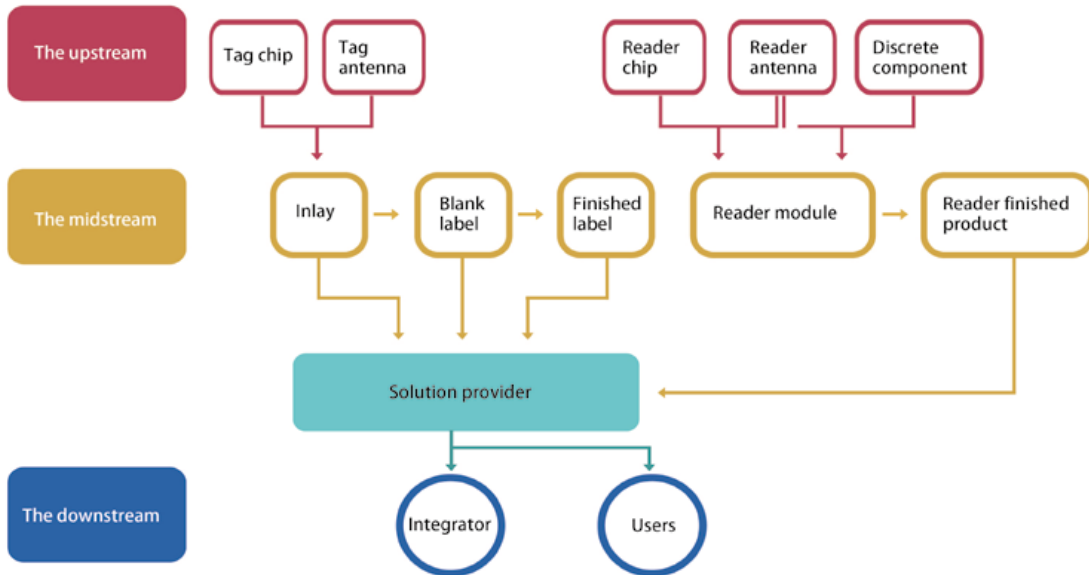 The upstream
Tag chip
Tag
antenna
Reader
chip
Reader
antenna
Discrete
component
The midstream
Inlay
Blank
label
Finished
label
Reader module
Reader finished
product
Solution provider
The downstream
Integrator
Users